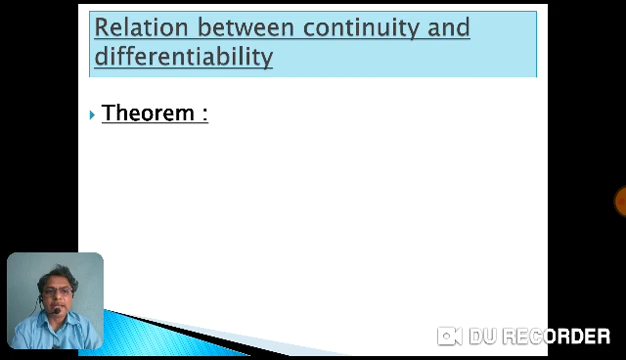 Relation between continuity and
differentiability
Theorem :
DU RECORDER